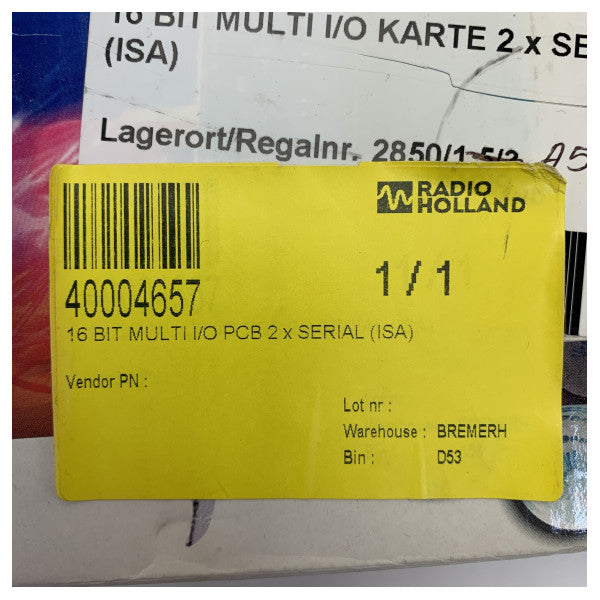 16 BIT MULTI I/O KARTE 2 x SE
(ISA)
Lagerort/Regalnr. 2850/1-5/3 A5
RADIO
HOLLAND
1 / 1
40004657
16 BIT MULTI I/O PCB 2 x SERIAL (ISA)
Vendor PN :
Lot nr :
Warehouse : BREMERH
Bin : D53